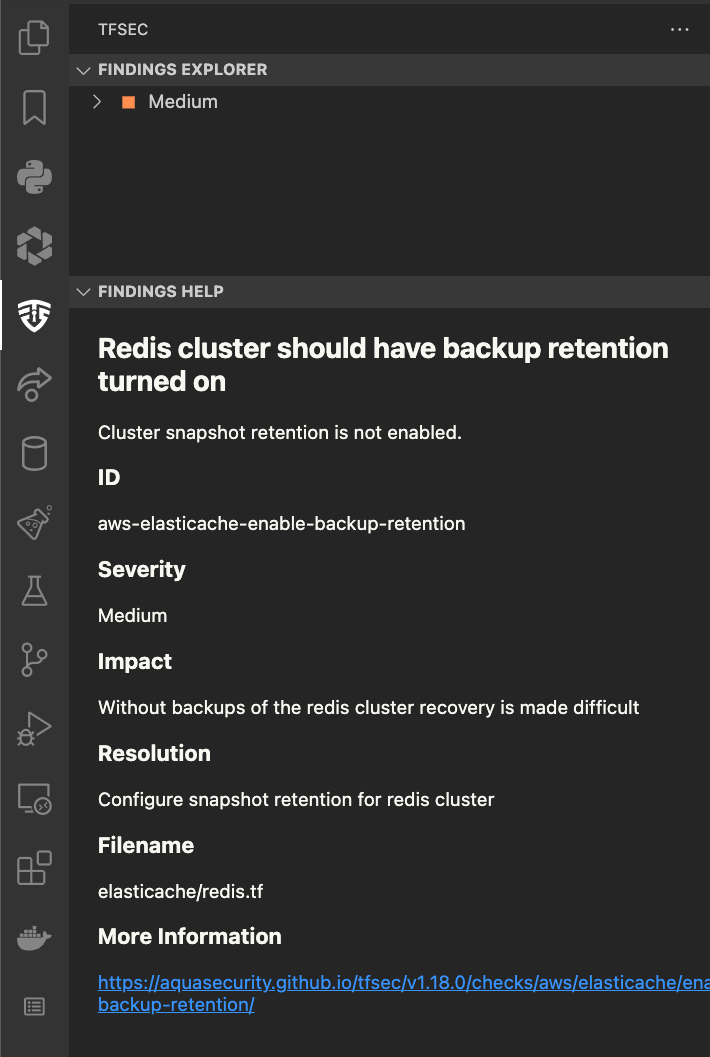 TFSEC
FINDINGS EXPLORER
Medium
FINDINGS HELP
Redis cluster should have backup retention
turned on
Cluster snapshot retention is not enabled.
ID
aws-elasticache-enable-backup-retention
Severity
Medium
Impact
Without backups of the redis cluster recovery is made difficult
Resolution
Configure snapshot retention for redis cluster
Filename
elasticache/redis.tf
More Information
https://aquasecurity.github.io/tfsec/v1.18.0/checks/aws/elasticache/ena
backup-retention/